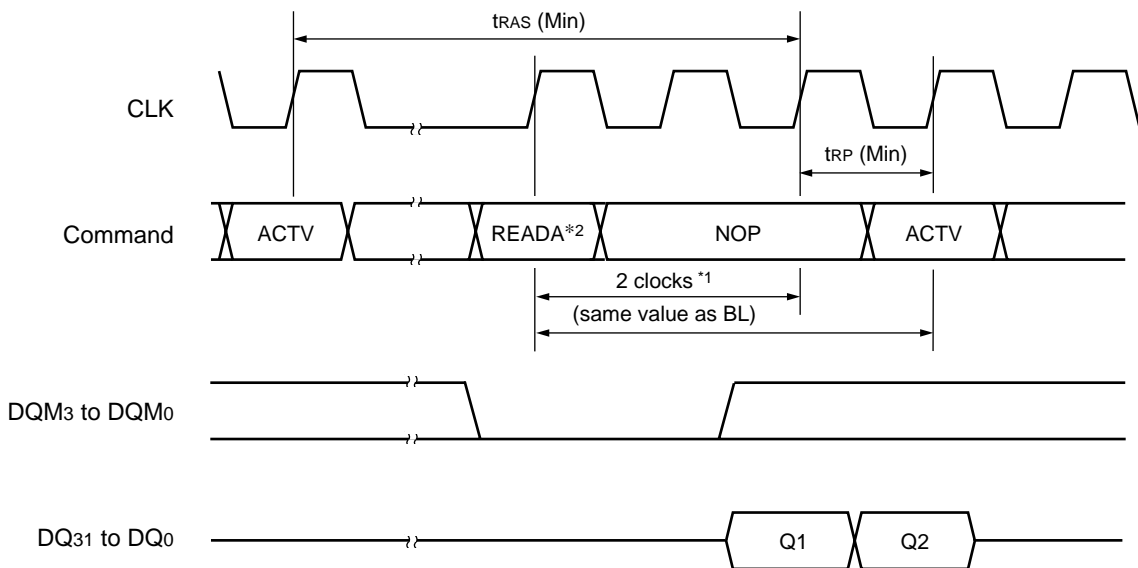 tRAS (Min)
CLK
tRP (Min)
Command
ACTV
READA*2
NOP
ACTV
2 clocks *1
(same value as BL)
DQM3 to DQM0
DQ31 to DQ0
Q1
Q2